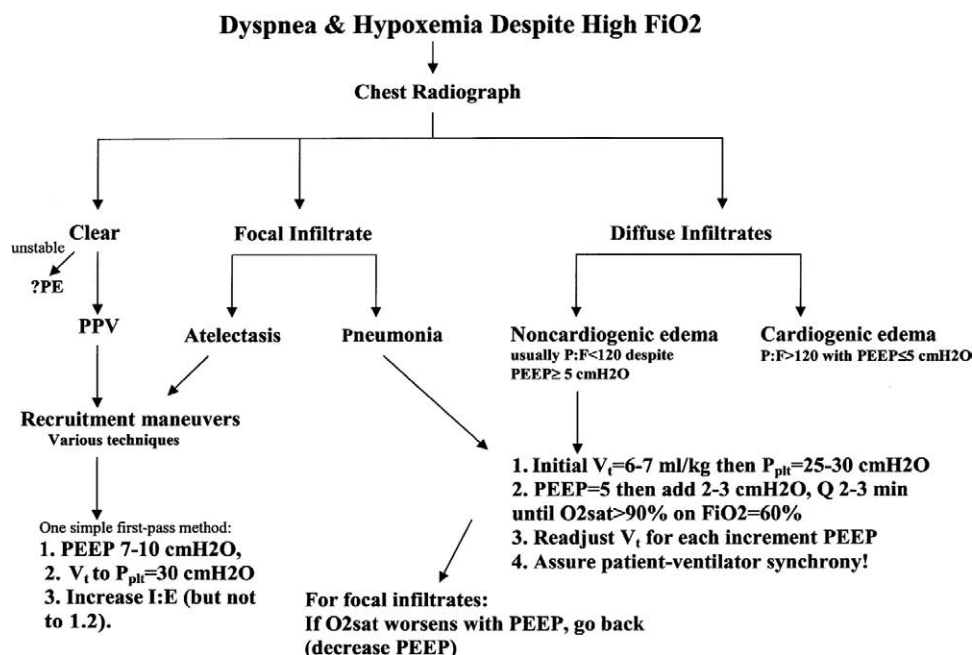 Dyspnea & Hypoxemia Despite High FiO2
Chest Radiograph
Clear
Focal Infiltrate
Diffuse Infiltrates
unstable
?PE
PPV
Atelectasis
Pneumonia
Noncardiogenic edema
usually P:F<120 despite
PEEP≥ 5 cmH2O
Cardiogenic edema
P:F>120 with PEEP≤5 cmH2O
Recruitment maneuvers
Various techniques
1. Initial Vt=6-7 ml/kg then Pplt=25-30 cmH2O
2. PEEP=5 then add 2-3 cmH2O, Q 2-3 min
until O2sat>90% on FiO2=60%
3. Readjust Vt for each increment PEEP
4. Assure patient-ventilator synchrony!
One simple first-pass method:
1. PEEP 7-10 cmH2O,
2. Vt to Pplt=30 cmH2O
3. Increase I:E (but not
to 1.2).
For focal infiltrates:
If O2sat worsens with PEEP, go back
(decrease PEEP)